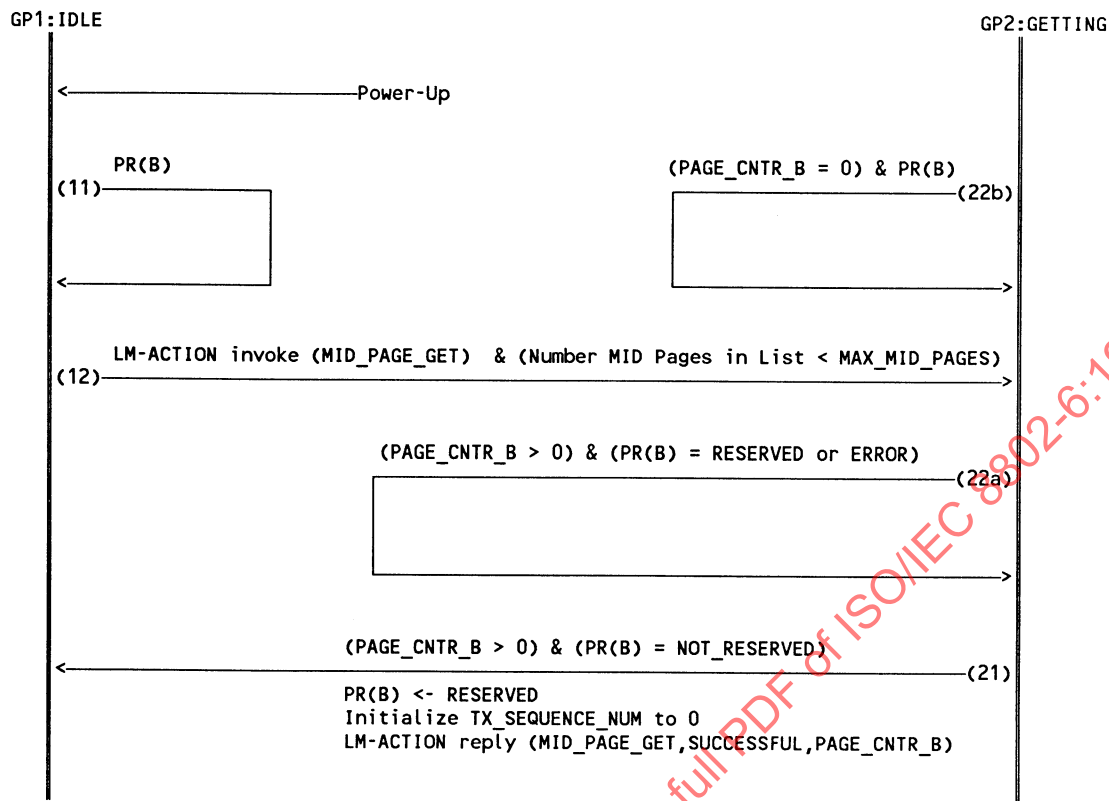 GP1:IDLE
GP2:GETTING
Power-Up
PR(B)
(PAGE_CNTR_B = 0) & PR(B)
(11)
(22b)
LM-ACTION invoke (MID_PAGE_GET) & (Number MID Pages in List < MAX_MID_PAGES)
(12)
(PAGE_CNTR_B > 0) & (PR(B) = RESERVED or ERROR)
(22a)
(PAGE_CNTR_B > 0) & (PR(B) = NOT_RESERVED)
(21)
PR(B) <- RESERVED
Initialize TX_SEQUENCE_NUM to 0
LM-ACTION reply (MID_PAGE_GET,SUCCESSFUL,PAGE_CNTR_B)
full PDF of ISO/IEC 8802-6:1